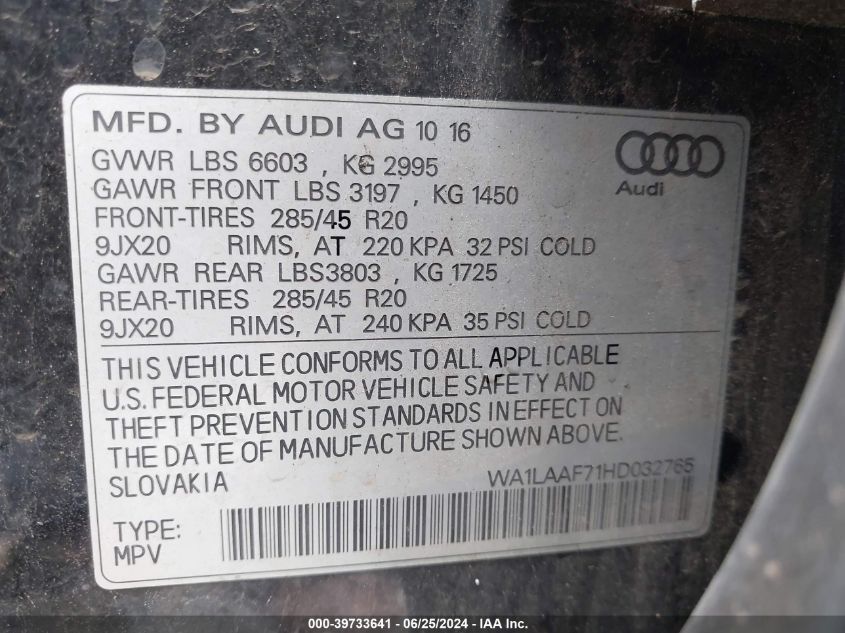 MFD. BY AUDI AG 10 16
GVWR LBS 6603 , KG 2995
GAWR FRONT LBS 3197 , KG 1450
FRONT-TIRES 285/45 R20
9JX20 RIMS, AT 220 KPA 32 PSI COLD
GAWR REAR LBS3803 , KG 1725
REAR-TIRES 285/45 R20
9JX20 RIMS, AT 240 KPA 35 PSI COLD
Audi
THIS VEHICLE CONFORMS TO ALL APPLICABLE
U.S. FEDERAL MOTOR VEHICLE SAFETY AND
THEFT PREVENTION STANDARDS IN EFFECT ON
THE DATE OF MANUFACTURE SHOWN ABOVE.
SLOVAKIA WA1LAAF71HD032765
TYPE:
MPV
000-39733641 - 06/25/2024 - IAA Inc.